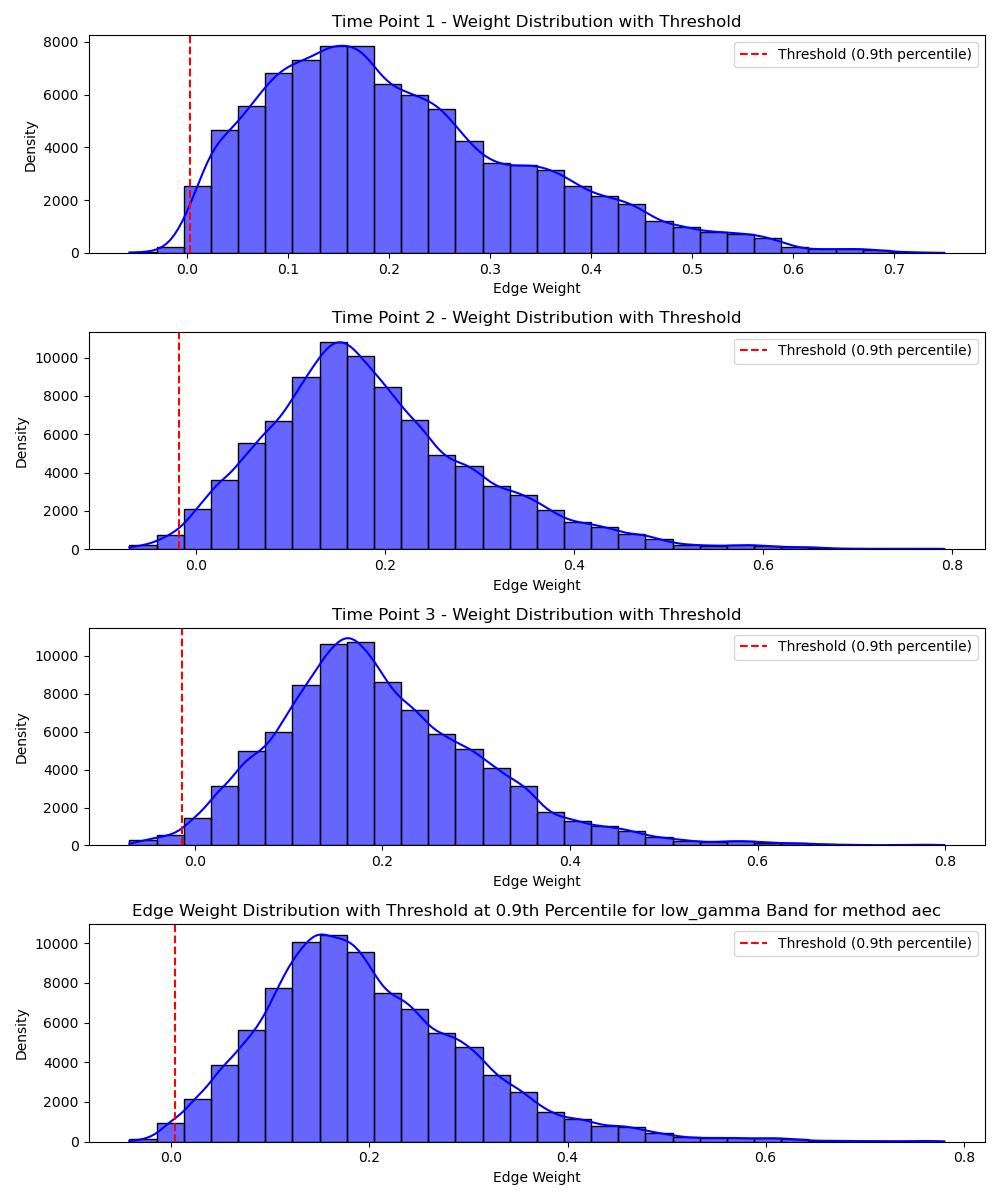 Time Point 1 - Weight Distribution with Threshold
8000
6000
4000
2000
0
Density
Threshold (0.9th percentile)
0.0 0.1 0.2 0.3 0.4 0.5 0.6 0.7
Edge Weight
Time Point 2 - Weight Distribution with Threshold
10000
8000
6000
4000
2000
0
Density
Threshold (0.9th percentile)
0.0 0.2 0.4 0.6 0.8
Edge Weight
Time Point 3 - Weight Distribution with Threshold
10000
8000
6000
4000
2000
0
Density
Threshold (0.9th percentile)
0.0 0.2 0.4 0.6 0.8
Edge Weight
Edge Weight Distribution with Threshold at 0.9th Percentile for low_gamma Band for method aec
10000
8000
6000
4000
2000
0
Density
Threshold (0.9th percentile)
0.0 0.2 0.4 0.6 0.8
Edge Weight